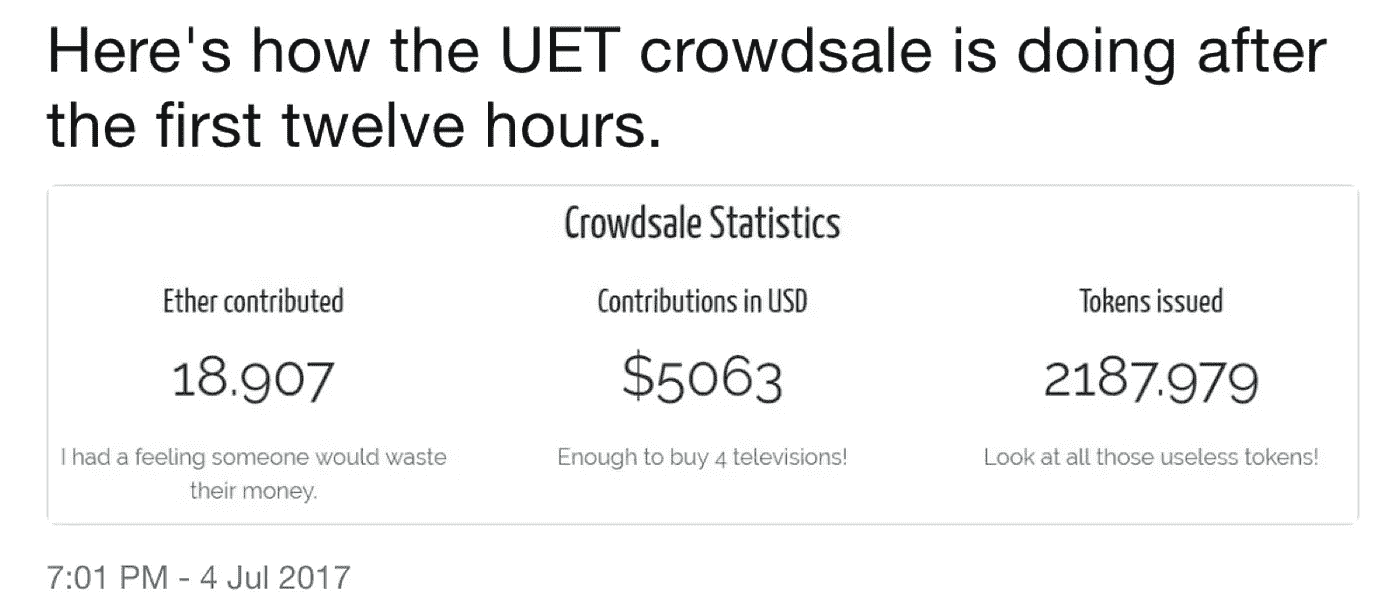 Here's how the UET crowdsale is doing after
the first twelve hours.
Crowdsale Statistics
Ether contributed
18.907
I had a feeling someone would waste
their money.
Contributions in USD
$5063
Enough to buy 4 televisions!
Tokens issued
2187.979
Look at all those useless tokens!
7:01 PM - 4 Jul 2017